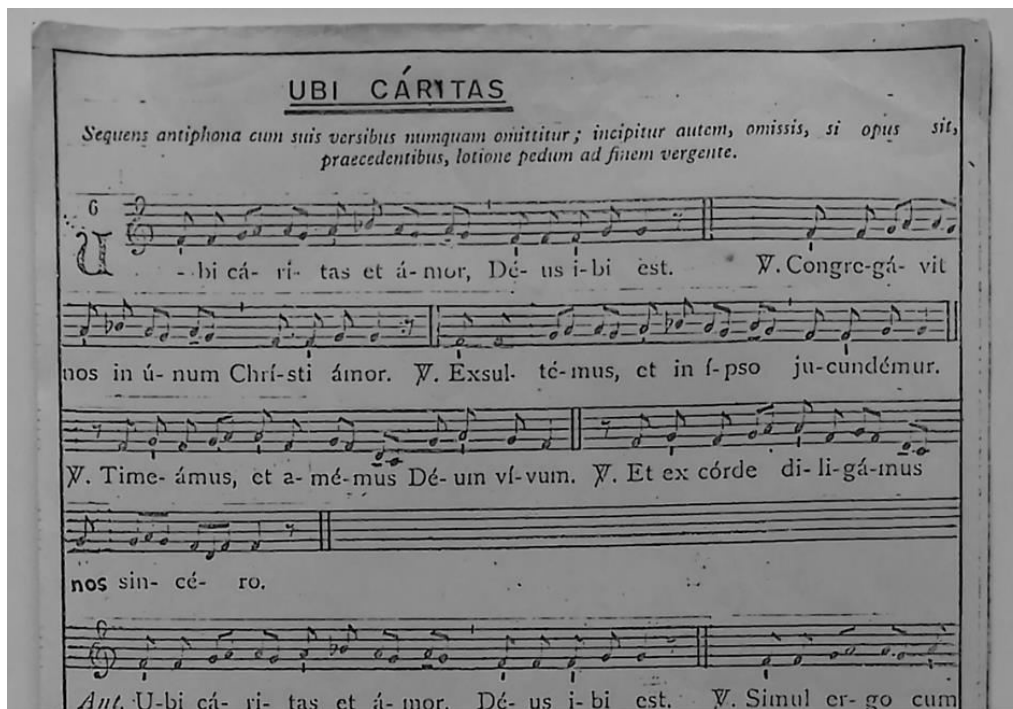 UBI CÁRITAS
Sequens antiphona cum suis versibus numquam omittitur; incipitur autem, omissis, si opus sit,
praecedentibus, lotione pedum ad finem vergente.
6
U - bi cá- ri- tas et á- mor, Dé- us i- bi est. ℣. Congre-gá- vit
nos in ú- num Chrí-sti ámor. ℣. Exsul- té-mus, et in í-pso ju-cundémur.
℣. Time- ámus, et a- mé-mus Dé- um ví-vum. ℣. Et ex córde di- li-gá-mus
nos sin- cé- ro.
Ant. U-bi cá- ri- tas et á- mor, Dé- us i- bi est. ℣. Simul er- go cum